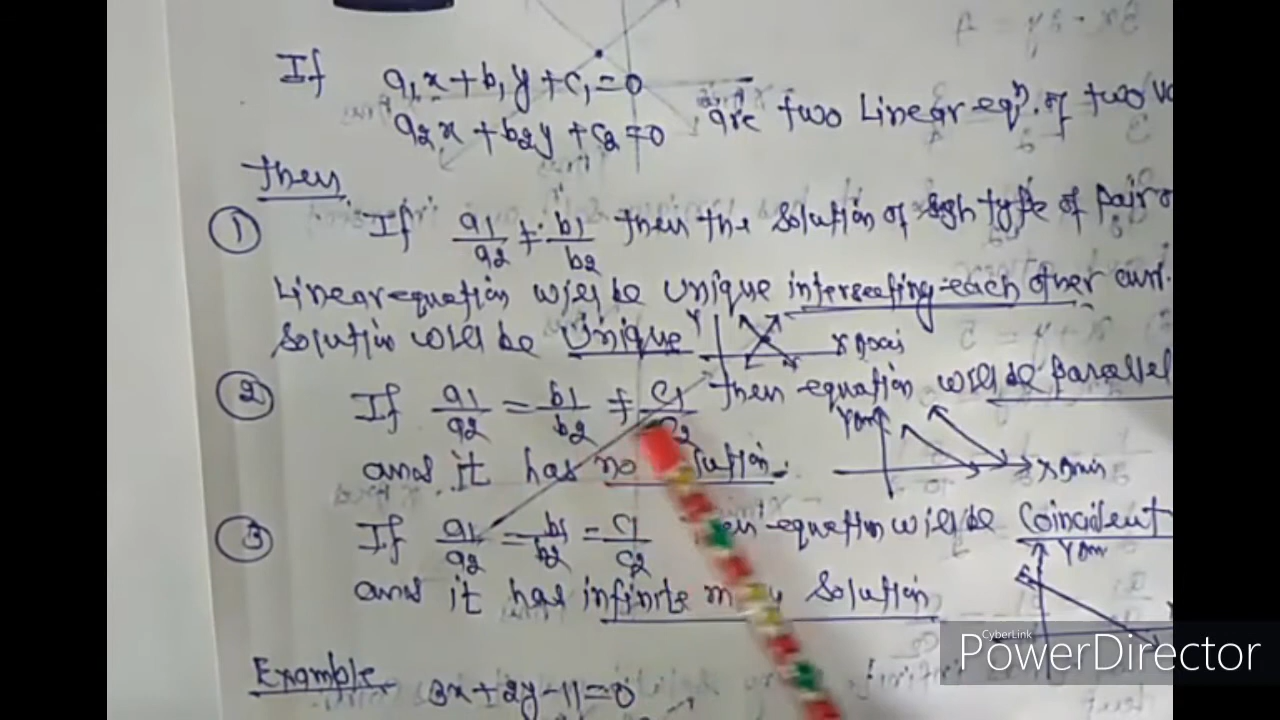 If a₁x + b₁y + c₁ = 0
a₂x + b₂y + c₂ = 0 are two Linear eqⁿ. of two va
Then
① If a₁/a₂ ≠ b₁/b₂ then the solution of type of pair o
Linear equation will be unique intersecting each other
Solution will be Unique Y X Axis
② If a₁/a₂ = b₁/b₂ ≠ c₁/c₂ then equation will be parallel
and it has no solution. X Axis
③ If a₁/a₂ = b₁/b₂ = c₁/c₂ equation will be Coincident
and it has infinite many solution
Example 3x + 2y - 11 = 0
CyberLink
PowerDirector